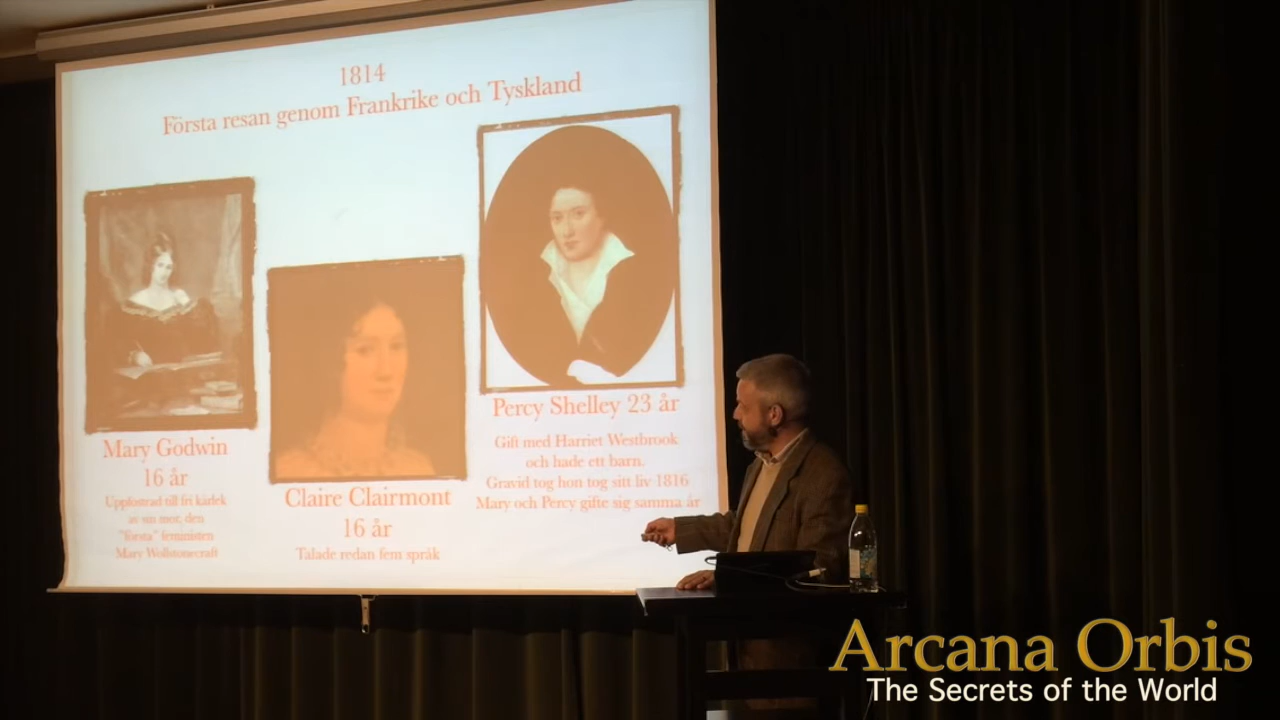 1814
Första resan genom Frankrike och Tyskland
Mary Godwin
16 år
Uppfostrad till fri kärlek
av sin mor, den
"första" feministen
Mary Wollstonecraft
Claire Clairmont
16 år
Talade redan fem språk
Percy Shelley 23 år
Gift med Harriet Westbrook
och hade ett barn.
Gravid tog hon tog sitt liv 1816
Mary och Percy gifte sig samma år
Arcana Orbis
The Secrets of the World